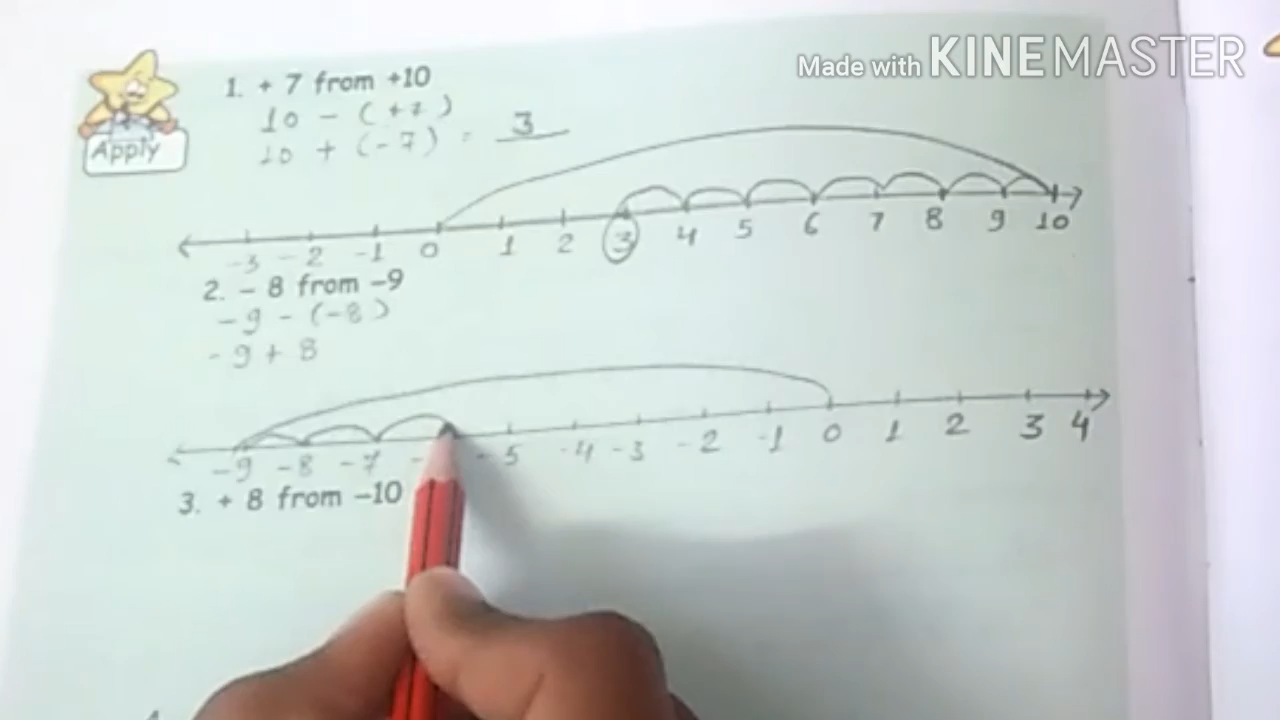 Made with KINEMASTER
1. + 7 from +10
10 - (+7)
10 + (-7) = 3
Apply
-3 -2 -1 0 1 2 3 4 5 6 7 8 9 10
2. - 8 from -9
-9 - (-8)
-9 + 8
-9 -8 -7 - -5 -4 -3 -2 -1 0 1 2 3 4
3. + 8 from -10